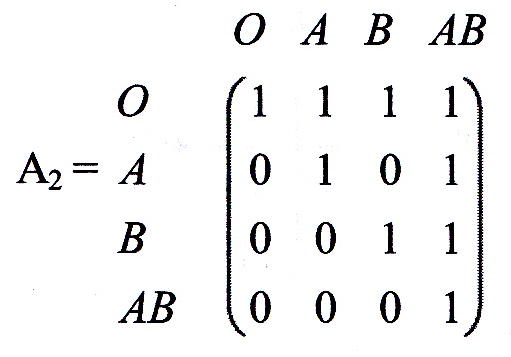 O A B AB
O 1 1 1 1
A₂ = A 0 1 0 1
B 0 0 1 1
AB 0 0 0 1